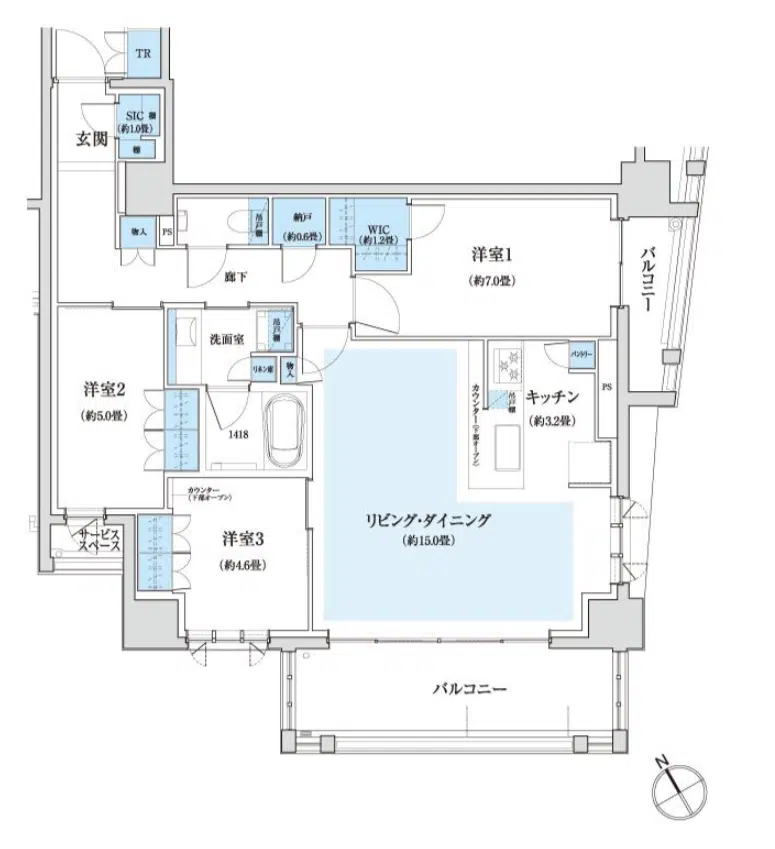 TR
SIC
棚
(約1.0畳)
棚
玄関
物入
PS
吊戸棚
納戸
(約0.6畳)
WIC
(約1.2畳)
洋室1
(約7.0畳)
バルコニー
廊下
洗面室
吊戸棚
リネン庫
物入
洋室2
(約5.0畳)
1418
カウンター(下部オープン)
吊戸棚
キッチン
(約3.2畳)
パントリー
PS
カウンター
(下部オープン)
洋室3
(約4.6畳)
サービス
スペース
リビング・ダイニング
(約15.0畳)
バルコニー
N